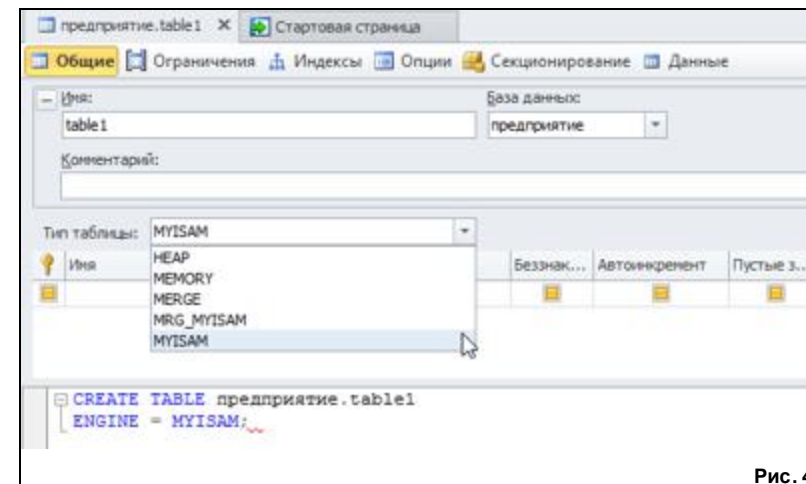 предприятие.table1 Стартовая страница
Общие Ограничения Индексы Опции Секционирование Данные
Имя: База данных:
table1 предприятие
Комментарий:
Тип таблицы: MYISAM
Имя Беззнак... Автоинкремент Пустые з...
HEAP
MEMORY
MERGE
MRG_MYISAM
MYISAM
CREATE TABLE предприятие.table1
ENGINE = MYISAM;
Рис. 4